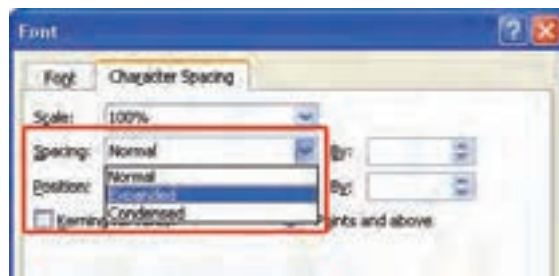 Font
Font Character Spacing
Scale: 100%
Spacing: Normal By:
Normal
Position: Expanded By:
Condensed
Kerning Points and above